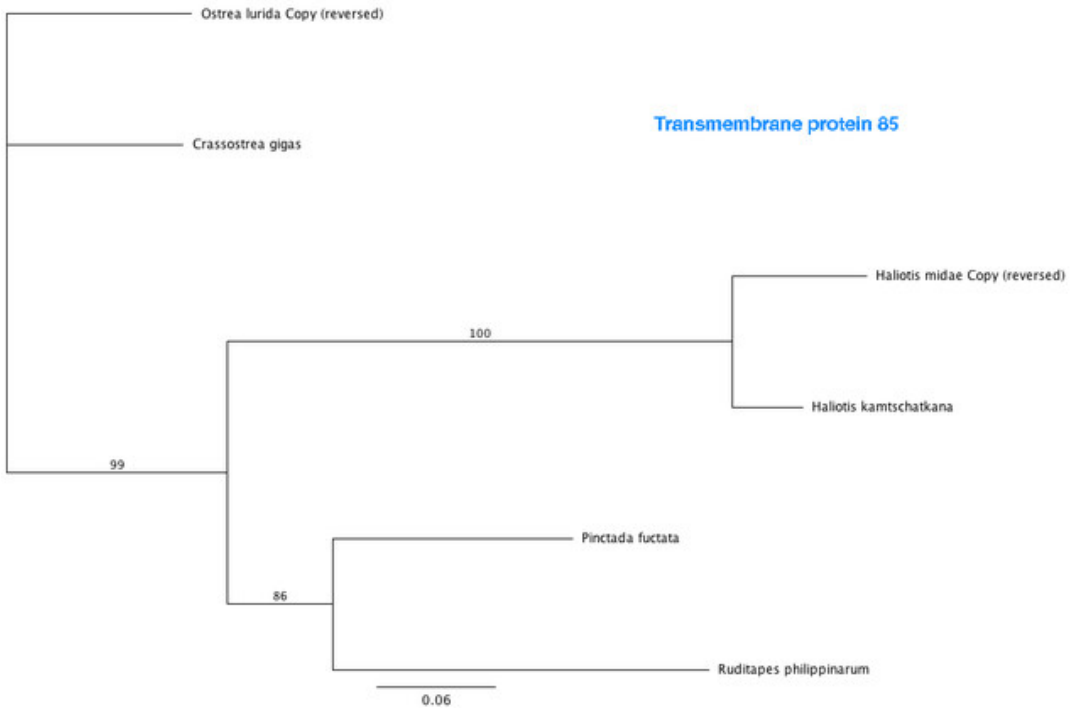 Ostrea lurida Copy (reversed)
Transmembrane protein 85
Crassostrea gigas
Haliotis midae Copy (reversed)
100
Haliotis kamtschatkana
99
Pinctada fuctata
86
Ruditapes philippinarum
0.06